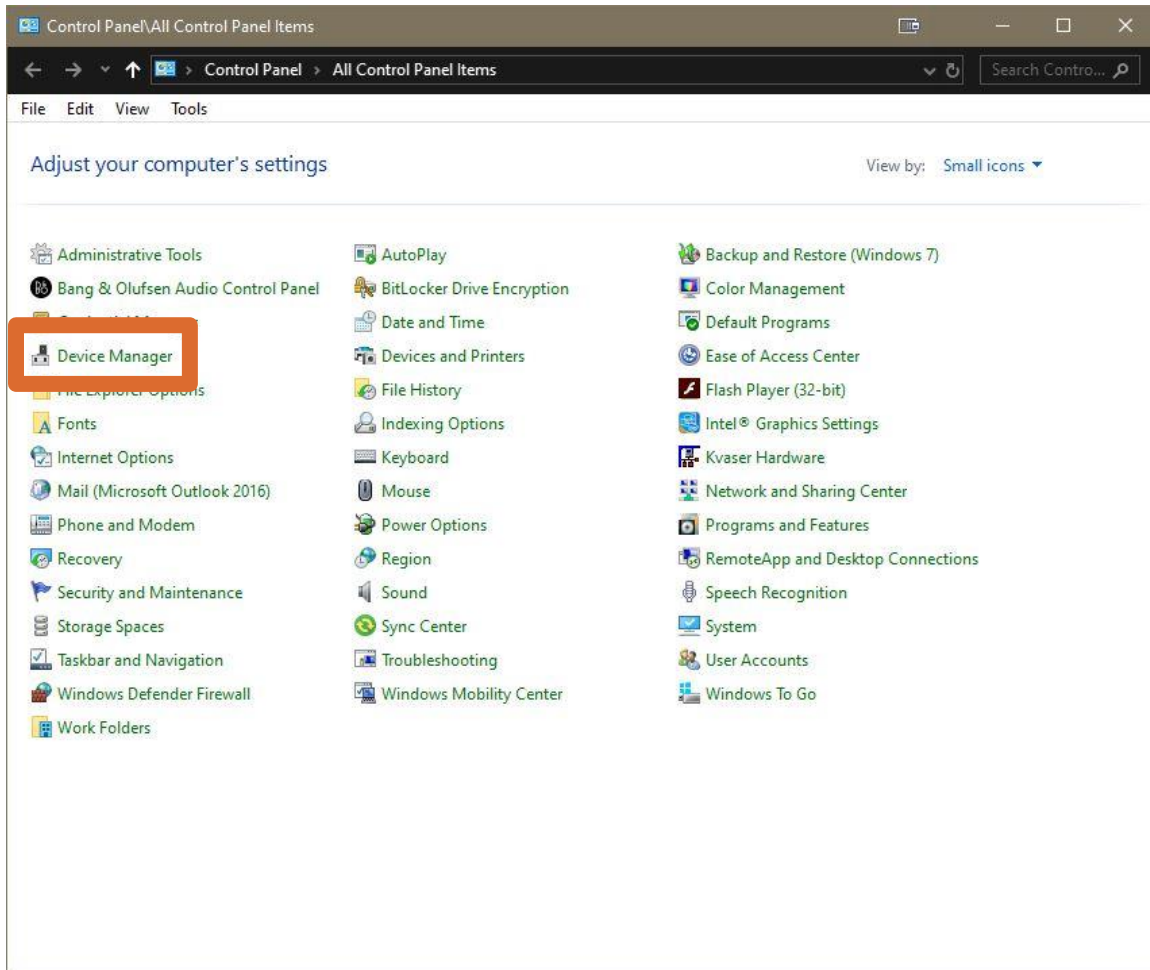 Control Panel\All Control Panel Items
Control Panel > All Control Panel Items
Search Contro...
File Edit View Tools
Adjust your computer's settings
View by: Small icons
Administrative Tools
AutoPlay
Backup and Restore (Windows 7)
Bang & Olufsen Audio Control Panel
BitLocker Drive Encryption
Color Management
Date and Time
Default Programs
Device Manager
Devices and Printers
Ease of Access Center
File Explorer Options
File History
Flash Player (32-bit)
Fonts
Indexing Options
Intel® Graphics Settings
Internet Options
Keyboard
Kvaser Hardware
Mail (Microsoft Outlook 2016)
Mouse
Network and Sharing Center
Phone and Modem
Power Options
Programs and Features
Recovery
Region
RemoteApp and Desktop Connections
Security and Maintenance
Sound
Speech Recognition
Storage Spaces
Sync Center
System
Taskbar and Navigation
Troubleshooting
User Accounts
Windows Defender Firewall
Windows Mobility Center
Windows To Go
Work Folders